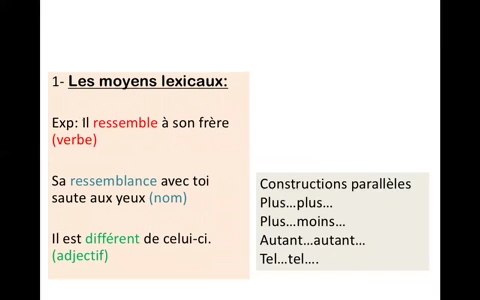 1- Les moyens lexicaux:
Exp: Il ressemble à son frère
(verbe)
Sa ressemblance avec toi
saute aux yeux (nom)
Il est différent de celui-ci.
(adjectif)
Constructions parallèles
Plus…plus…
Plus…moins…
Autant…autant…
Tel…tel….